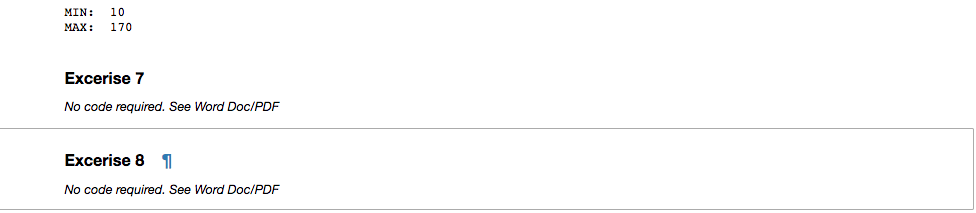 MIN:  10
MAX:  170
Excerise 7
No code required. See Word Doc/PDF
Excerise 8 ¶
No code required. See Word Doc/PDF